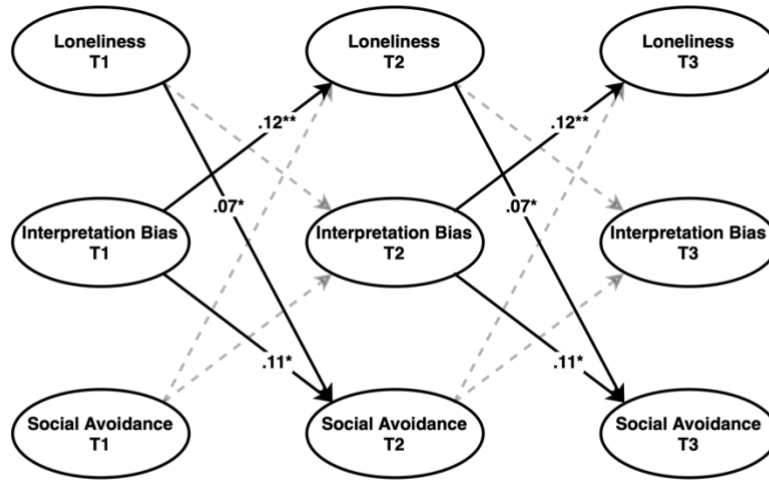 Loneliness
T1
Loneliness
T2
Loneliness
T3
.12**
.12**
.07*
.07*
Interpretation Bias
T1
Interpretation Bias
T2
Interpretation Bias
T3
.11*
.11*
Social Avoidance
T1
Social Avoidance
T2
Social Avoidance
T3